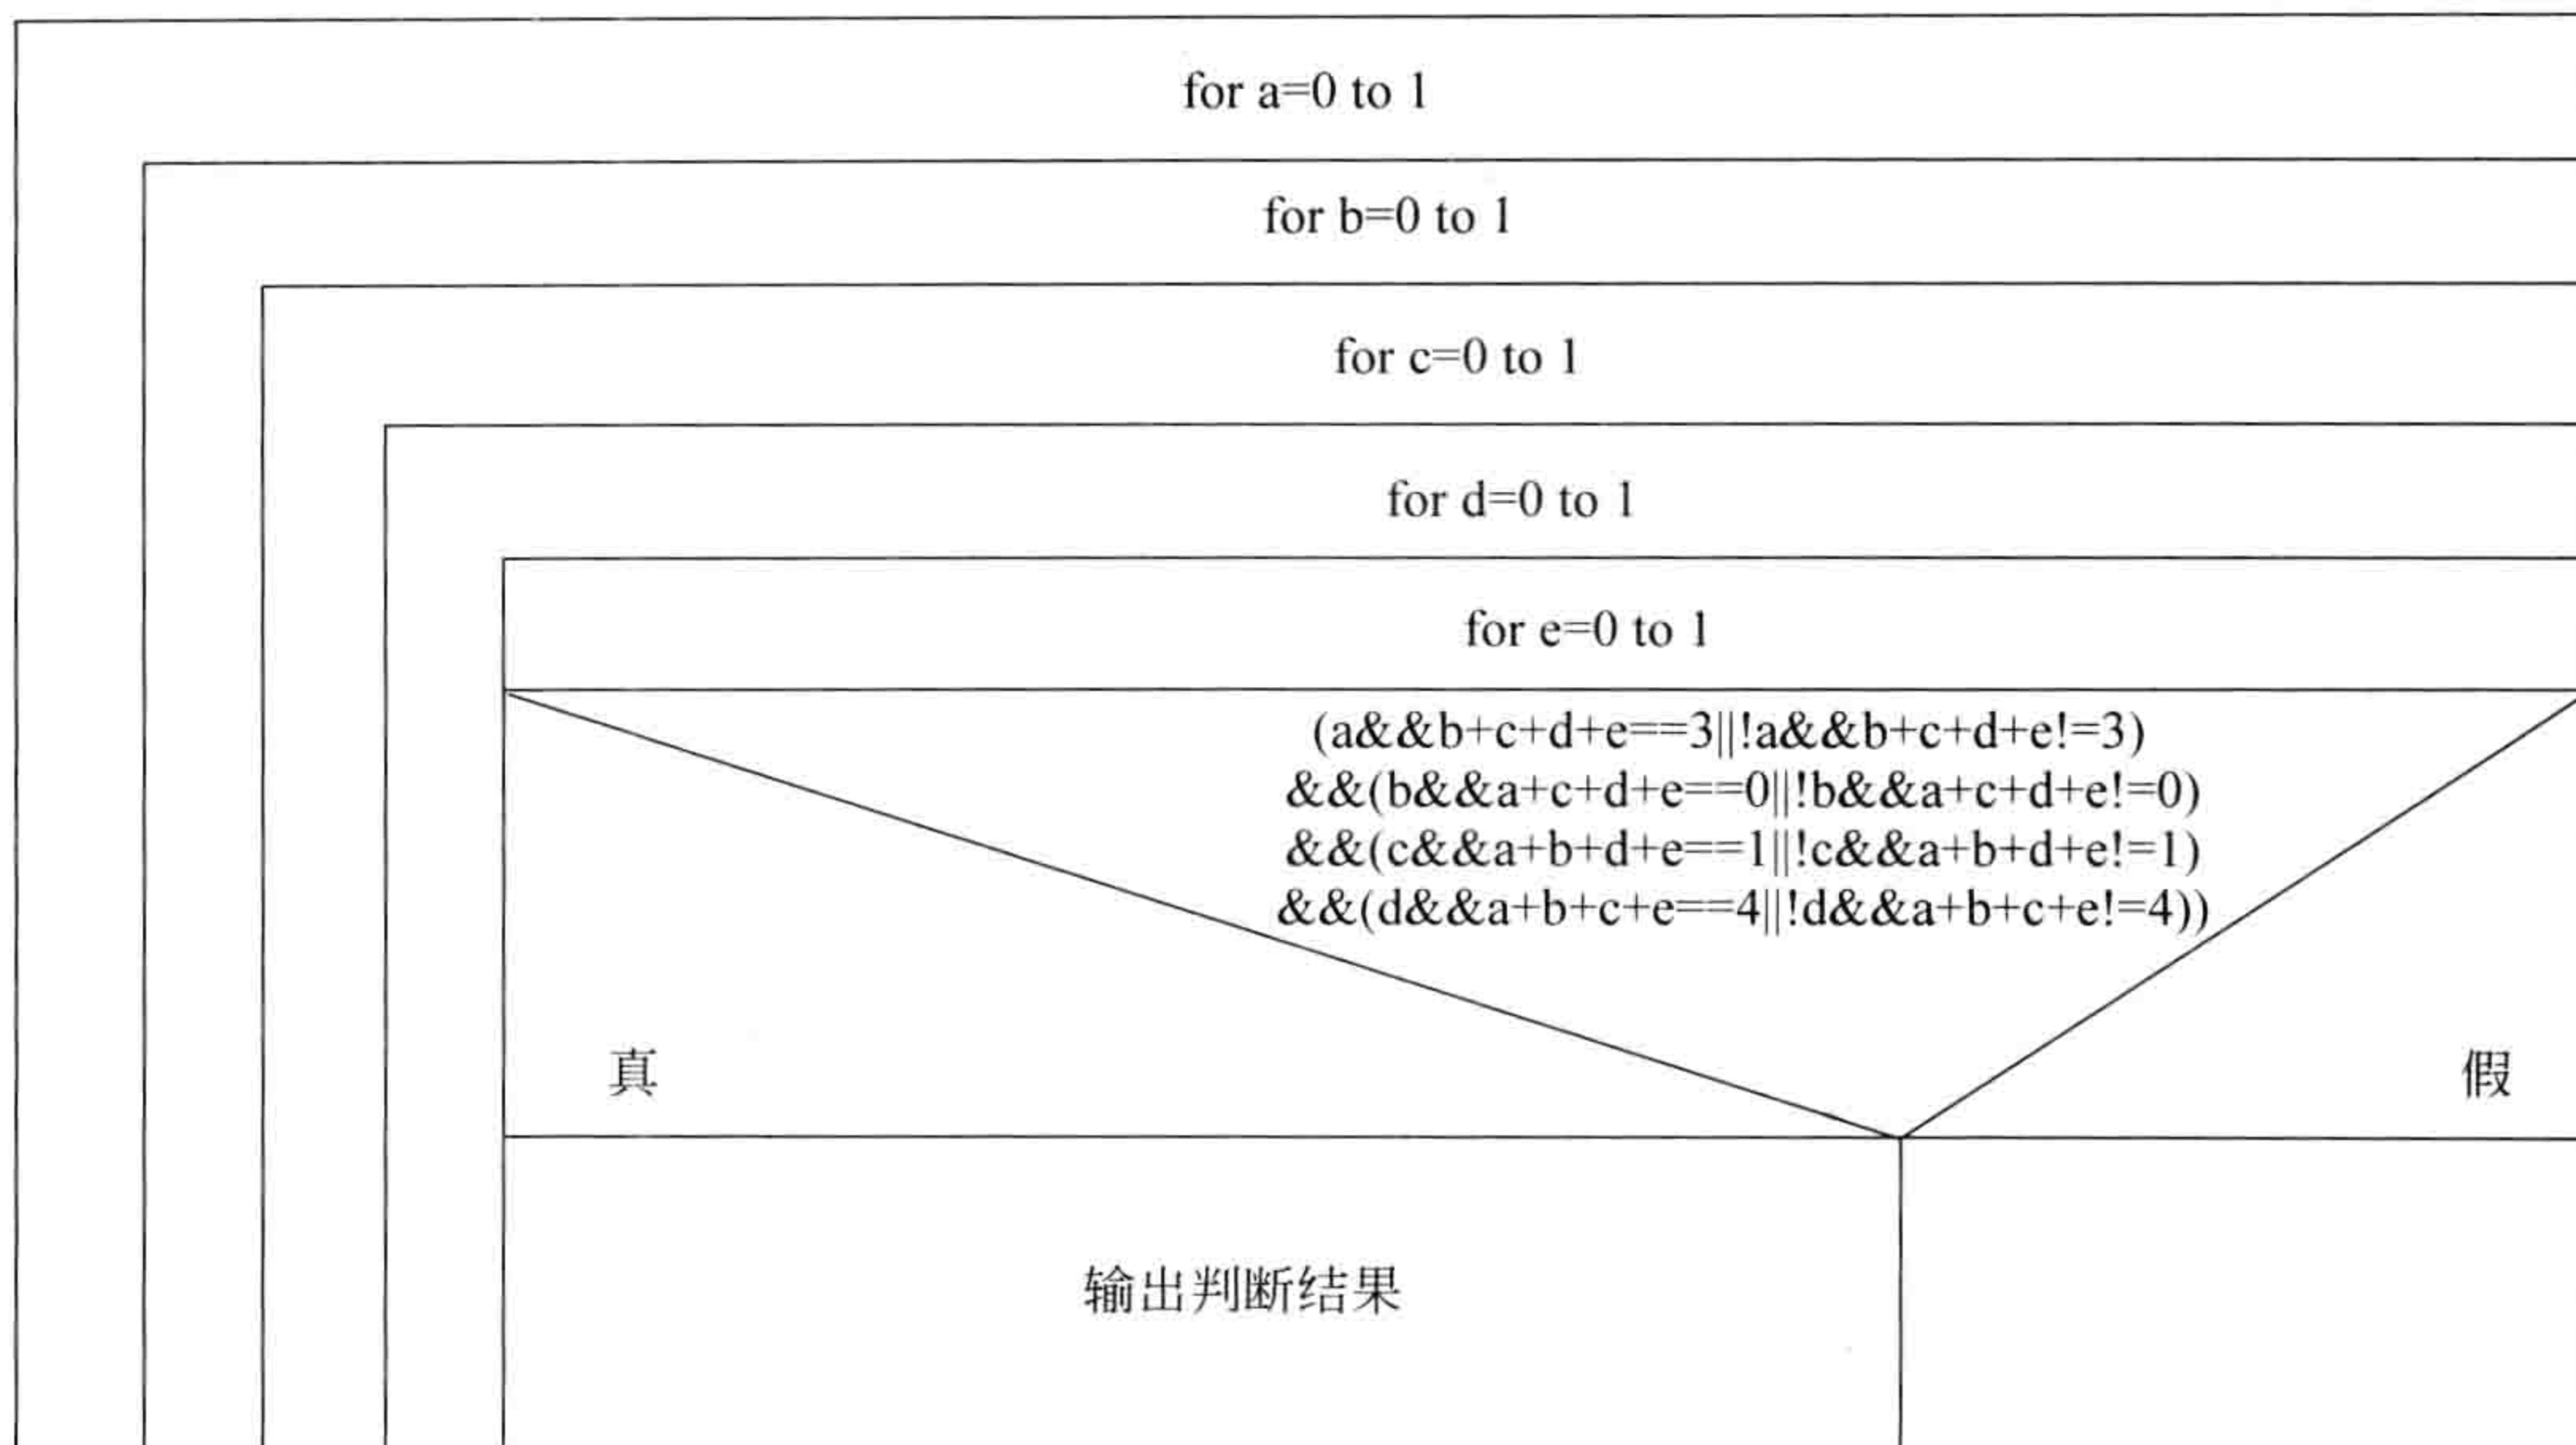 for a=0 to 1
for b=0 to 1
for c=0 to 1
for d=0 to 1
for e=0 to 1
(a&&b+c+d+e==3||!a&&b+c+d+e!=3)
&&(b&&a+c+d+e==0||!b&&a+c+d+e!=0)
&&(c&&a+b+d+e==1||!c&&a+b+d+e!=1)
&&(d&&a+b+c+e==4||!d&&a+b+c+e!=4))
真
假
输出判断结果